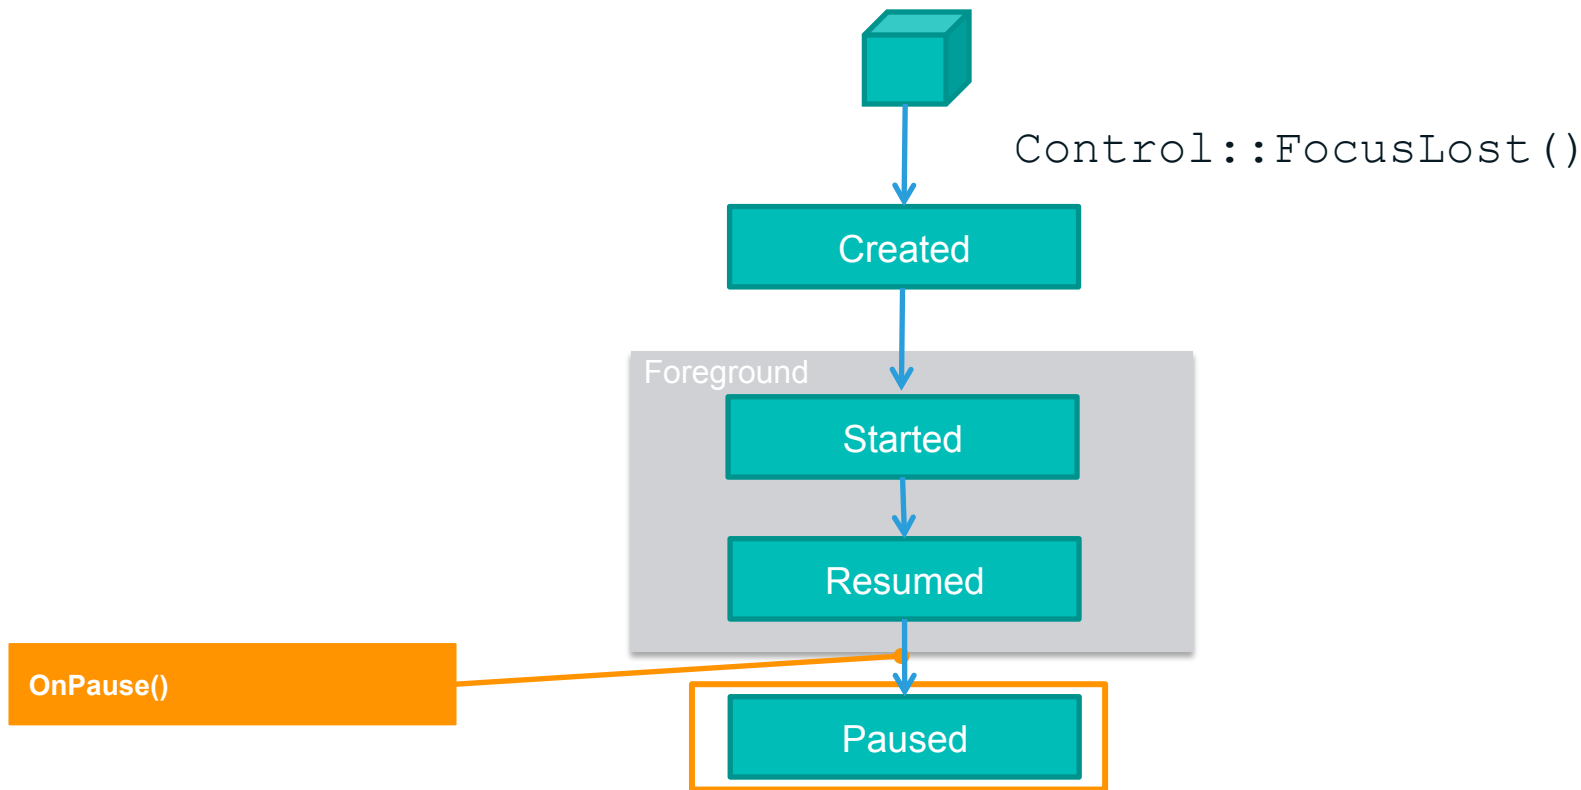 Control::FocusLost()
Created
Foreground
Started
Resumed
OnPause()
Paused